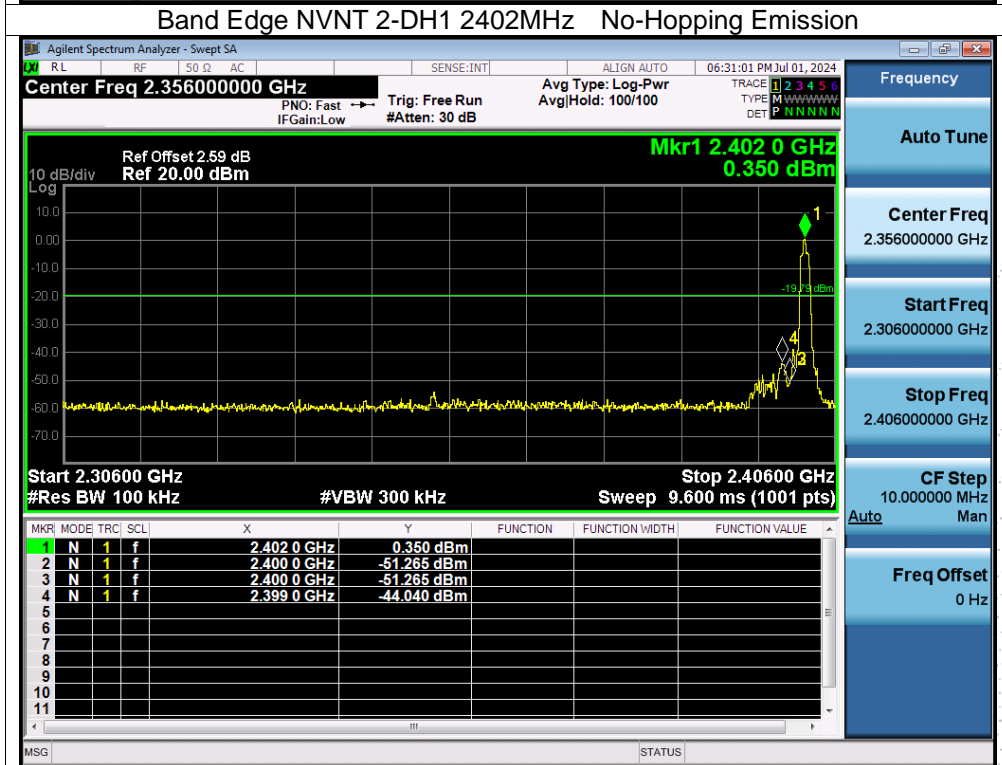 Band Edge NVNT 2-DH1 2402MHz No-Hopping Emission
Agilent Spectrum Analyzer - Swept SA
LXI RL RF 50 Ω AC SENSE:INT ALIGN AUTO 06:31:01 PM Jul 01, 2024
Center Freq 2.356000000 GHz
PNO: Fast
IFGain:Low
Trig: Free Run
#Atten: 30 dB
Avg Type: Log-Pwr
Avg|Hold: 100/100
TRACE 1 2 3 4 5 6
TYPE M WWWWW
DET P N N N N N
Frequency
Auto Tune
Center Freq
2.356000000 GHz
Start Freq
2.306000000 GHz
Stop Freq
2.406000000 GHz
CF Step
10.000000 MHz
Auto Man
Freq Offset
0 Hz
Mkr1 2.402 0 GHz
0.350 dBm
Ref Offset 2.59 dB
10 dB/div Ref 20.00 dBm
Log
10.0
0.00
-10.0
-20.0
-30.0
-40.0
-50.0
-60.0
-70.0
1
-19.79 dBm
4
3
Start 2.30600 GHz Stop 2.40600 GHz
#Res BW 100 kHz #VBW 300 kHz Sweep 9.600 ms (1001 pts)
MKR MODE TRC SCL X Y FUNCTION FUNCTION WIDTH FUNCTION VALUE
1 N 1 f 2.402 0 GHz 0.350 dBm
2 N 1 f 2.400 0 GHz -51.265 dBm
3 N 1 f 2.400 0 GHz -51.265 dBm
4 N 1 f 2.399 0 GHz -44.040 dBm
5
6
7
8
9
10
11
MSG STATUS